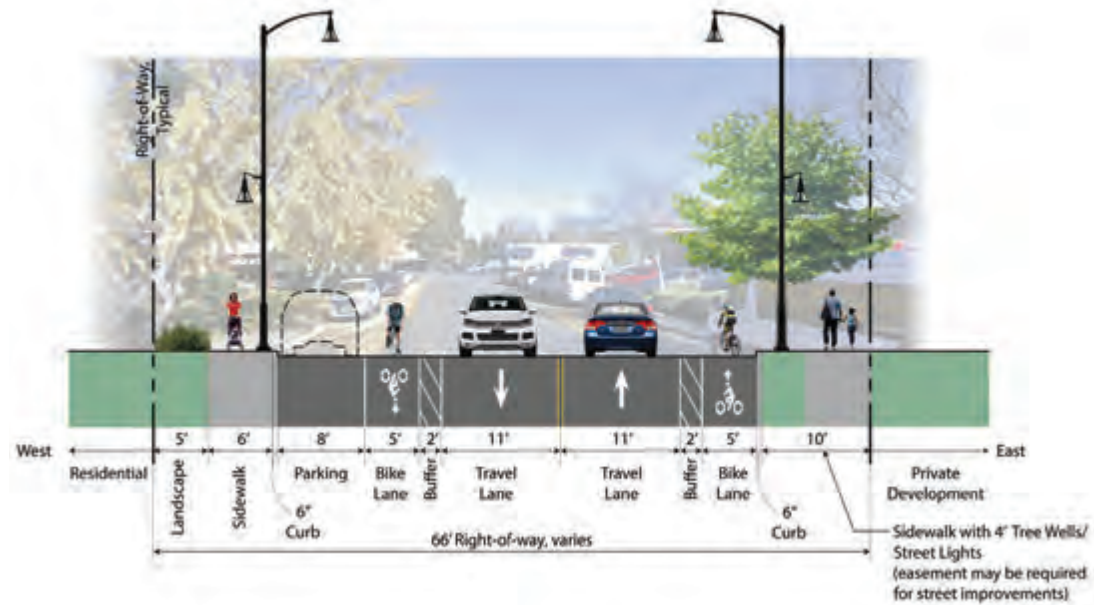 Right-of-Way,
Typical
5'
6'
8'
5'
2'
11'
11'
2'
5'
10'
West
East
Residential
Landscape
Sidewalk
6"
Curb
Parking
Bike
Lane
Buffer
Travel
Lane
Travel
Lane
Buffer
Bike
Lane
6"
Curb
Private
Development
66' Right-of-way, varies
Sidewalk with 4' Tree Wells/
Street Lights
(easement may be required
for street improvements)